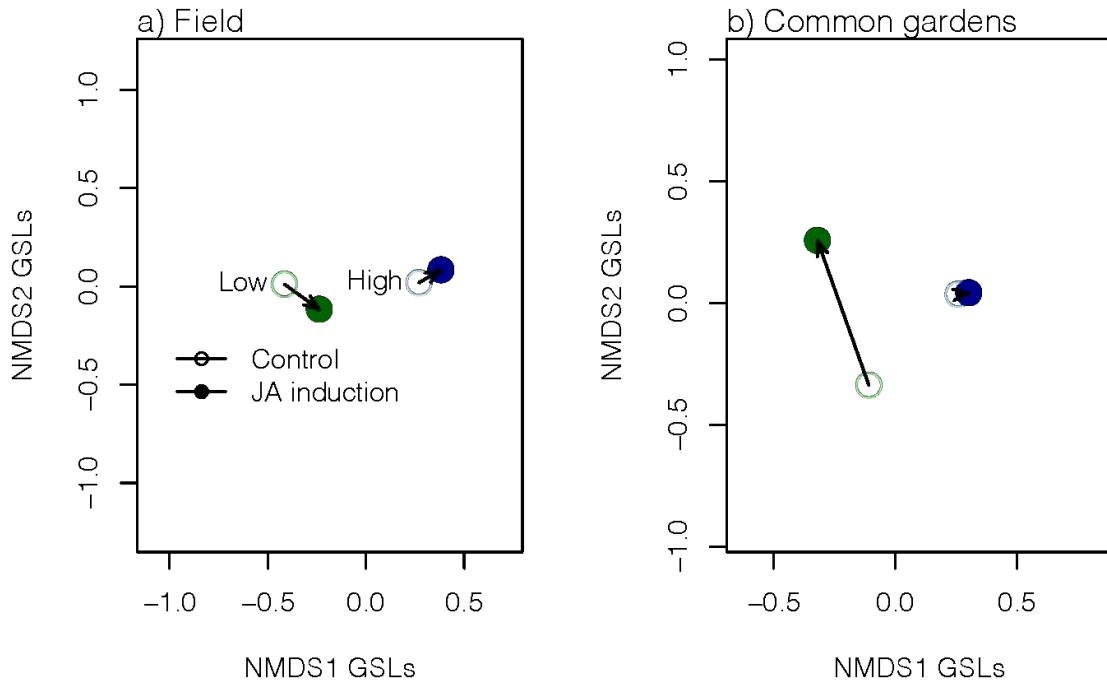 a) Field
1.0
0.5
0.0
−0.5
−1.0
NMDS2 GSLs
Low
High
Control
JA induction
−1.0 −0.5 0.0 0.5
NMDS1 GSLs
b) Common gardens
1.0
0.5
0.0
−0.5
−1.0
NMDS2 GSLs
−0.5 0.0 0.5
NMDS1 GSLs